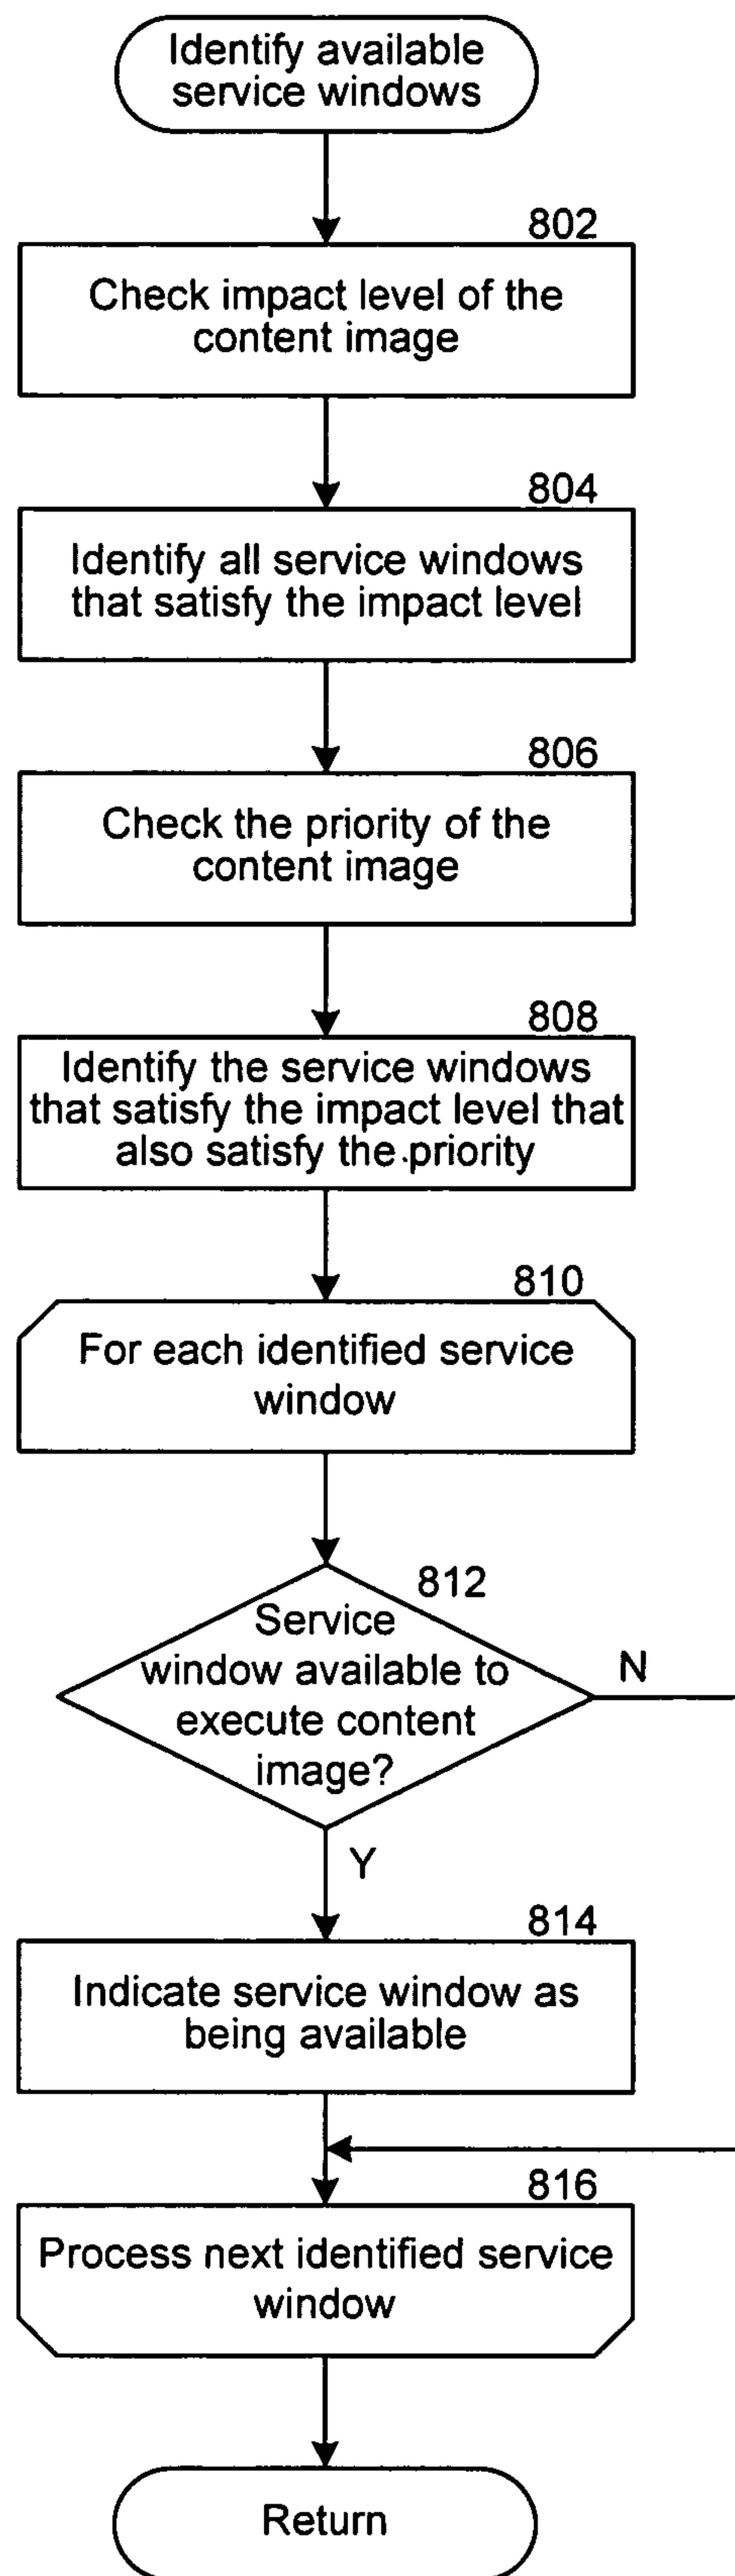 Identify available
service windows
802
Check impact level of the
content image
804
Identify all service windows
that satisfy the impact level
806
Check the priority of the
content image
808
Identify the service windows
that satisfy the impact level that
also satisfy the priority
810
For each identified service
window
812
Service
window available to
execute content
image?
N
Y
814
Indicate service window as
being available
816
Process next identified service
window
Return